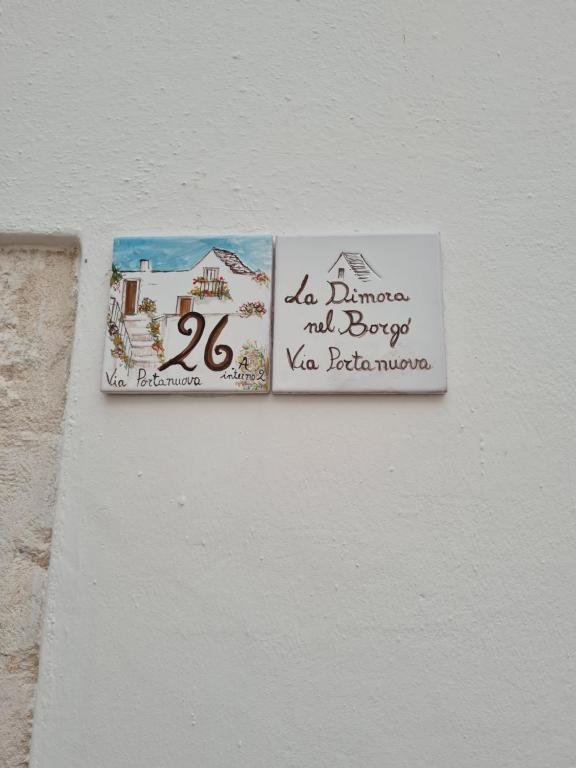 26 A
Via Portanuova interno 2
La Dimora
nel Borgo
Via Portanuova